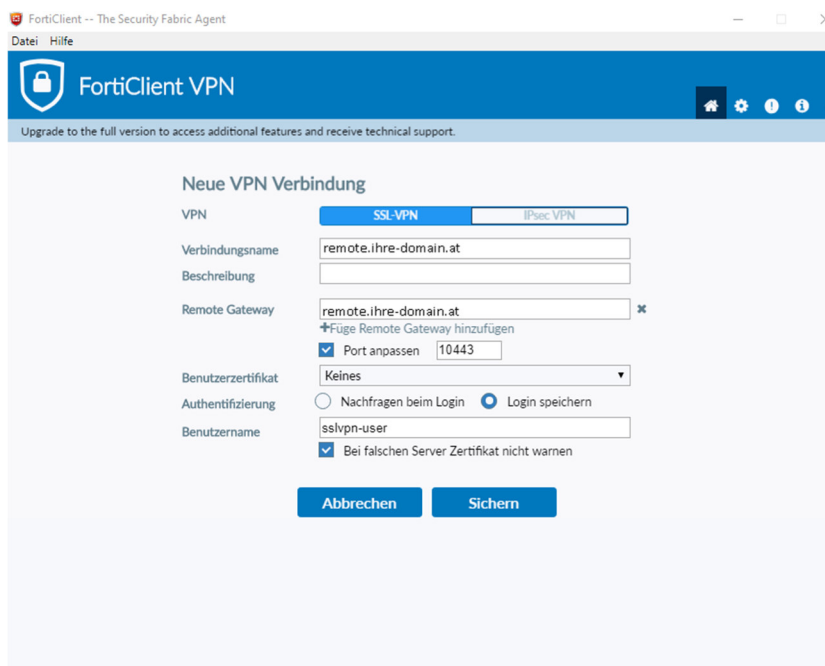 FortiClient -- The Security Fabric Agent
Datei Hilfe
FortiClient VPN
Upgrade to the full version to access additional features and receive technical support.
Neue VPN Verbindung
VPN SSL-VPN IPsec VPN
Verbindungsname remote.ihre-domain.at
Beschreibung
Remote Gateway remote.ihre-domain.at
+Füge Remote Gateway hinzufügen
Port anpassen 10443
Benutzerzertifikat Keines
Authentifizierung Nachfragen beim Login Login speichern
Benutzername sslvpn-user
Bei falschen Server Zertifikat nicht warnen
Abbrechen Sichern